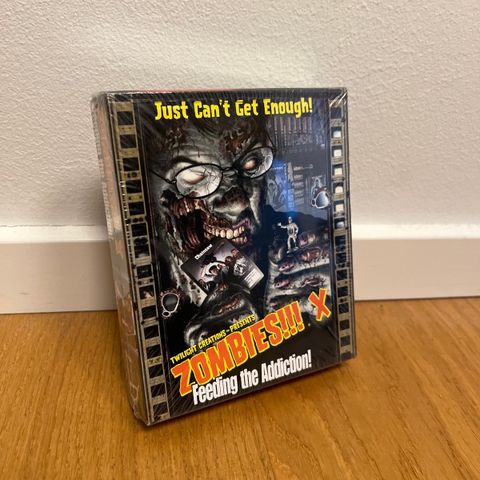 Just Can't Get Enough!
TWILIGHT CREATIONS - PRESENTS
ZOMBIES!!! X
Feeding the Addiction!